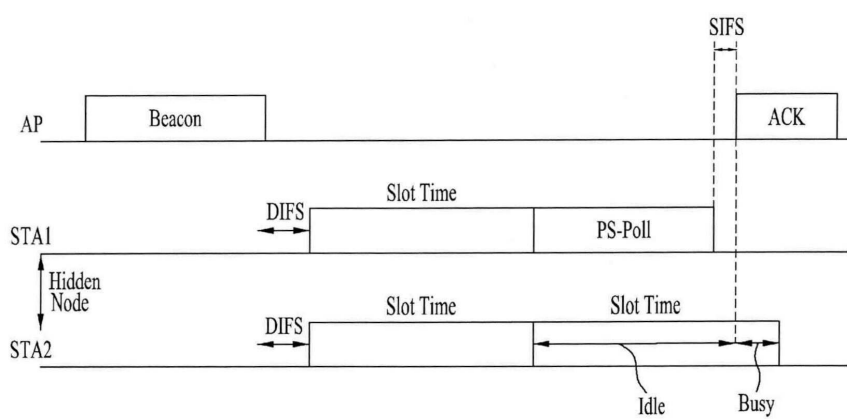 SIFS
AP
Beacon
ACK
Slot Time
DIFS
STA1
PS-Poll
Hidden
Node
Slot Time
Slot Time
DIFS
STA2
Idle
Busy